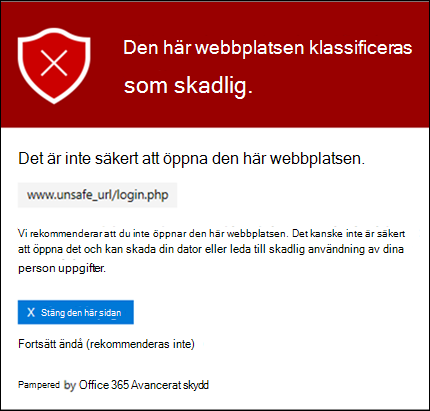 Den här webbplatsen klassificeras
som skadlig.
Det är inte säkert att öppna den här webbplatsen.
www.unsafe_url/login.php
Vi rekommenderar att du inte öppnar den här webbplatsen. Det kanske inte är säkert
att öppna det och kan skada din dator eller leda till skadlig användning av dina
person uppgifter.
X Stäng den här sidan
Fortsätt ändå (rekommenderas inte)
Pampered by Office 365 Avancerat skydd